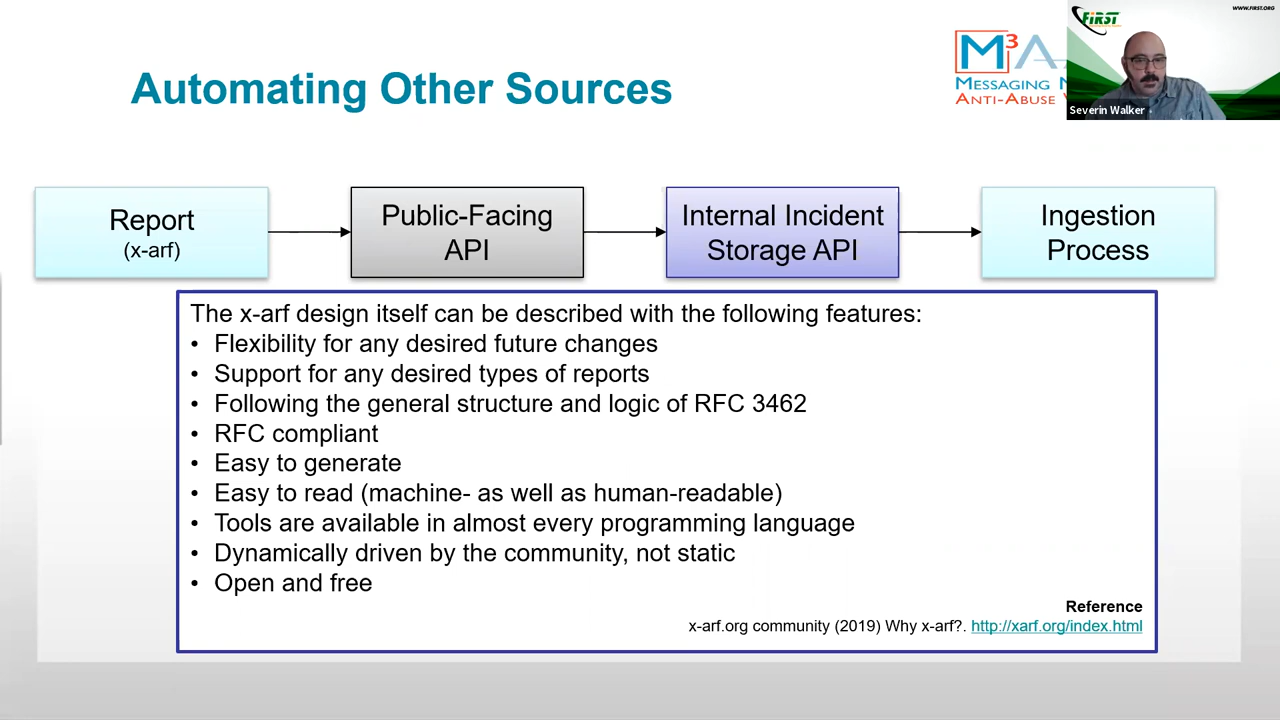 WWW.FIRST.ORG
FIRST
Severin Walker
Automating Other Sources
M3A
MESSAGING
ANTI-ABUSE
Report
(x-arf)
Public-Facing
API
Internal Incident
Storage API
Ingestion
Process
The x-arf design itself can be described with the following features:
• Flexibility for any desired future changes
• Support for any desired types of reports
• Following the general structure and logic of RFC 3462
• RFC compliant
• Easy to generate
• Easy to read (machine- as well as human-readable)
• Tools are available in almost every programming language
• Dynamically driven by the community, not static
• Open and free
Reference
x-arf.org community (2019) Why x-arf?. http://xarf.org/index.html